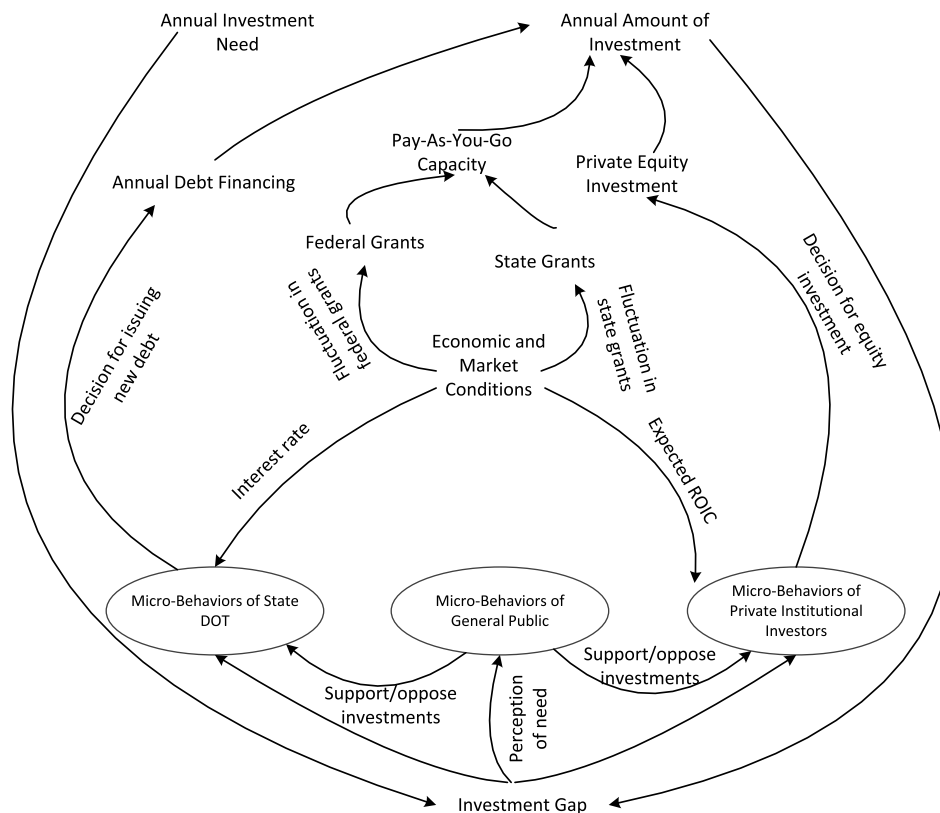 Annual Investment
Need
Annual Amount of
Investment
Pay-As-You-Go
Capacity
Private Equity
Investment
Annual Debt Financing
Federal Grants
State Grants
Fluctuation in
federal grants
Fluctuation in
state grants
Decision for equity
investment
Decision for issuing
new debt
Economic and
Market
Conditions
Interest rate
Expected ROIC
Micro-Behaviors of State
DOT
Micro-Behaviors of
General Public
Micro-Behaviors of
Private Institutional
Investors
Support/oppose
investments
Support/oppose
investments
Perception
of need
Investment Gap